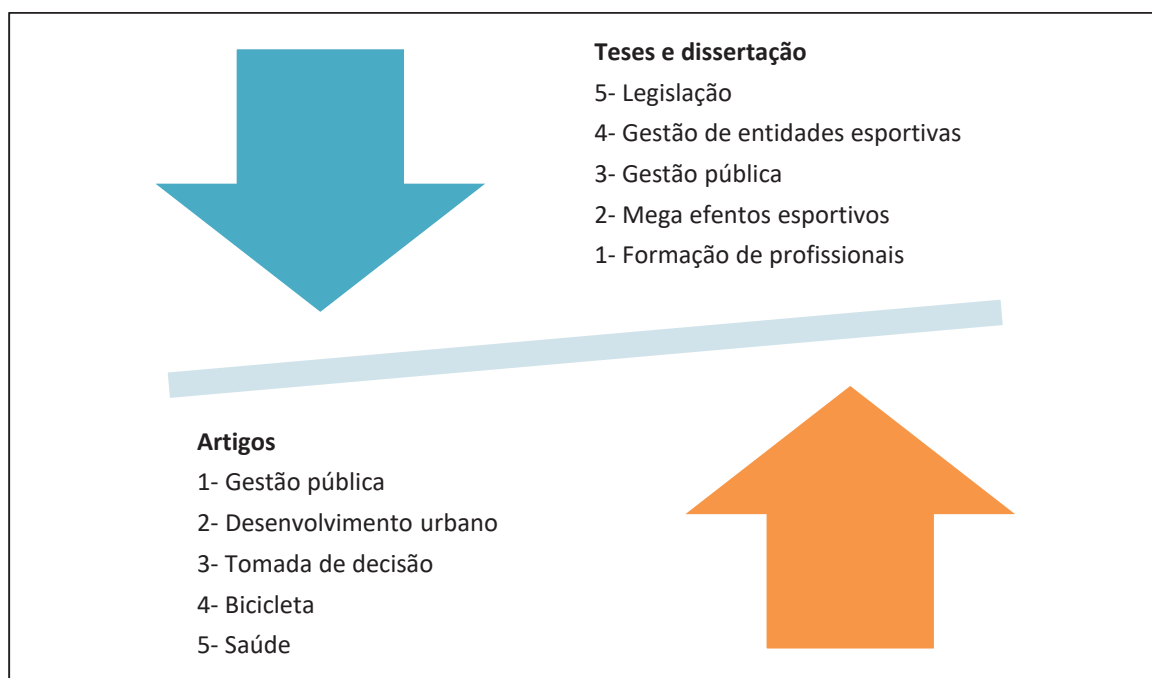 Teses e dissertação
5- Legislação
4- Gestão de entidades esportivas
3- Gestão pública
2- Mega efentos esportivos
1- Formação de profissionais
Artigos
1- Gestão pública
2- Desenvolvimento urbano
3- Tomada de decisão
4- Bicicleta
5- Saúde